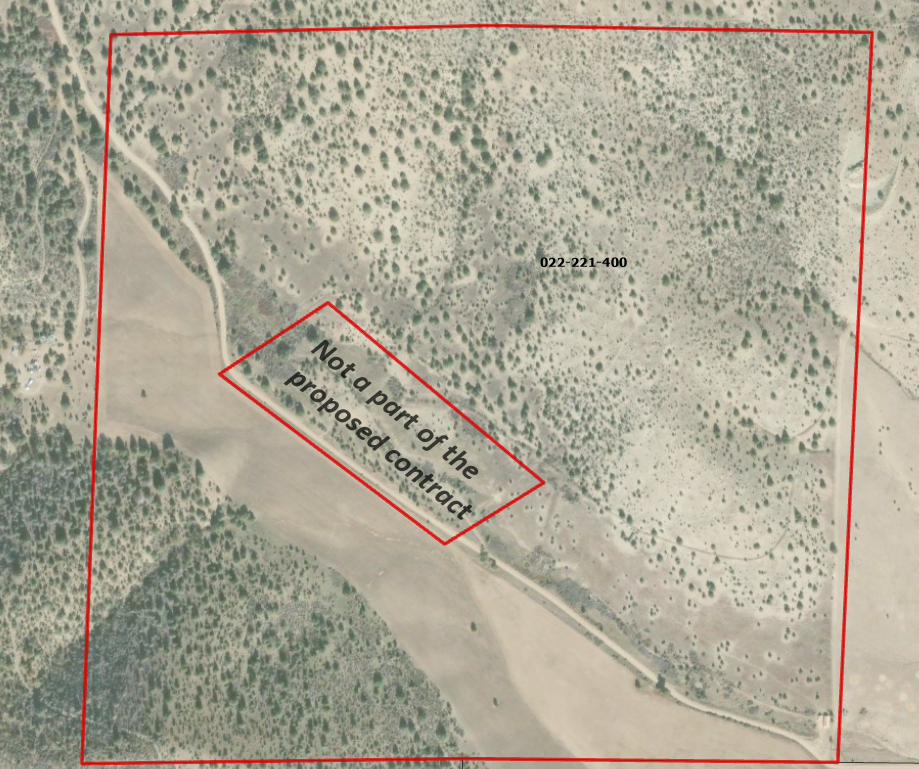 022-221-400
Not a part of the
proposed contract